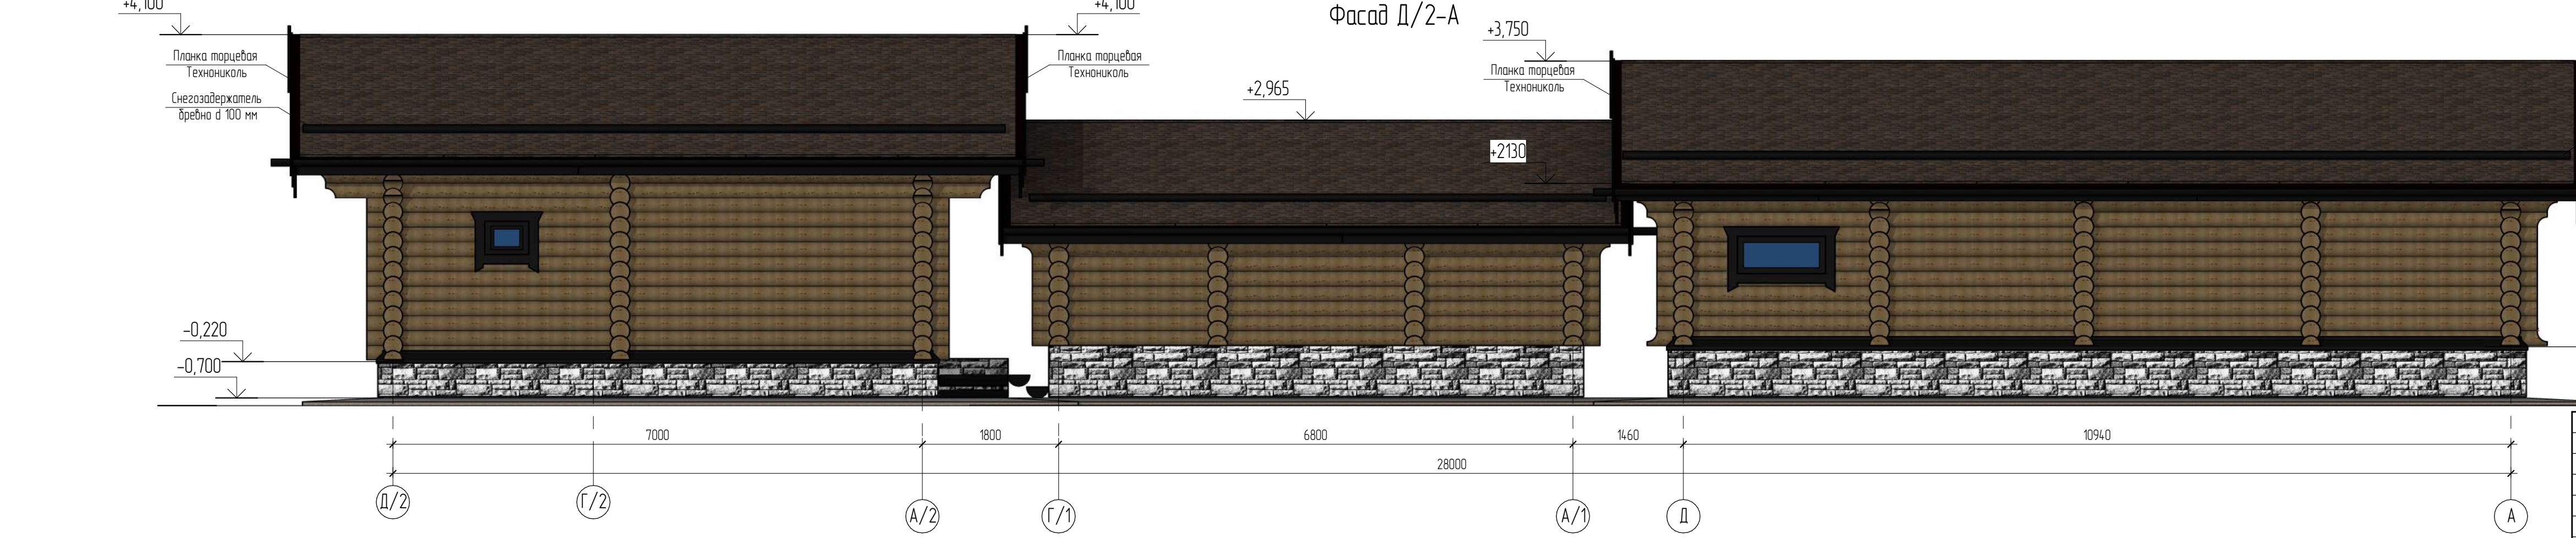 +4,100
+4,100
Фасад Д/2-А
+3,750
Планка торцевая
Технониколь
Планка торцевая
Технониколь
Планка торцевая
Технониколь
Снегозадержатель
бревно d 100 мм
+2,965
+2130
-0,220
-0,700
7000
1800
6800
1460
10940
28000
Д/2
Г/2
А/2
Г/1
А/1
Д
А